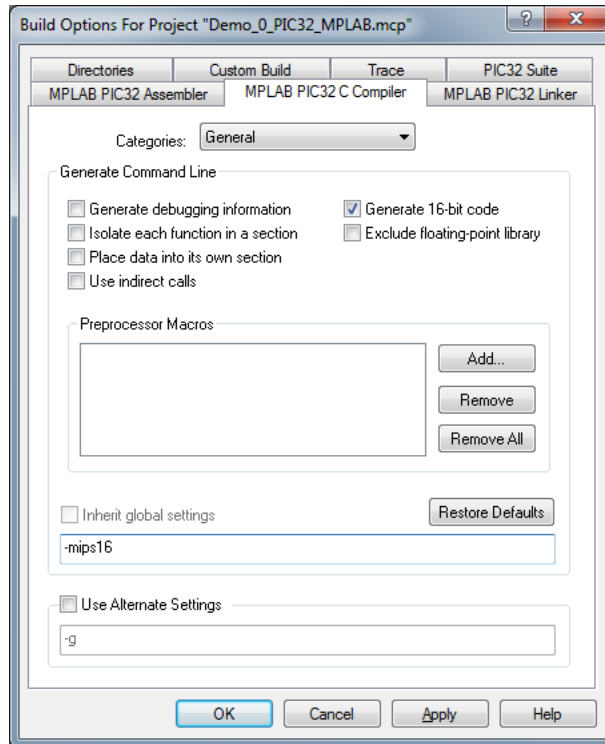 Build Options For Project "Demo_0_PIC32_MPLAB.mcp"
Directories Custom Build Trace PIC32 Suite
MPLAB PIC32 Assembler MPLAB PIC32 C Compiler MPLAB PIC32 Linker
Categories: General
Generate Command Line
Generate debugging information Generate 16-bit code
Isolate each function in a section Exclude floating-point library
Place data into its own section
Use indirect calls
Preprocessor Macros
Add...
Remove
Remove All
Inherit global settings Restore Defaults
-mips16
Use Alternate Settings
-g
OK Cancel Apply Help